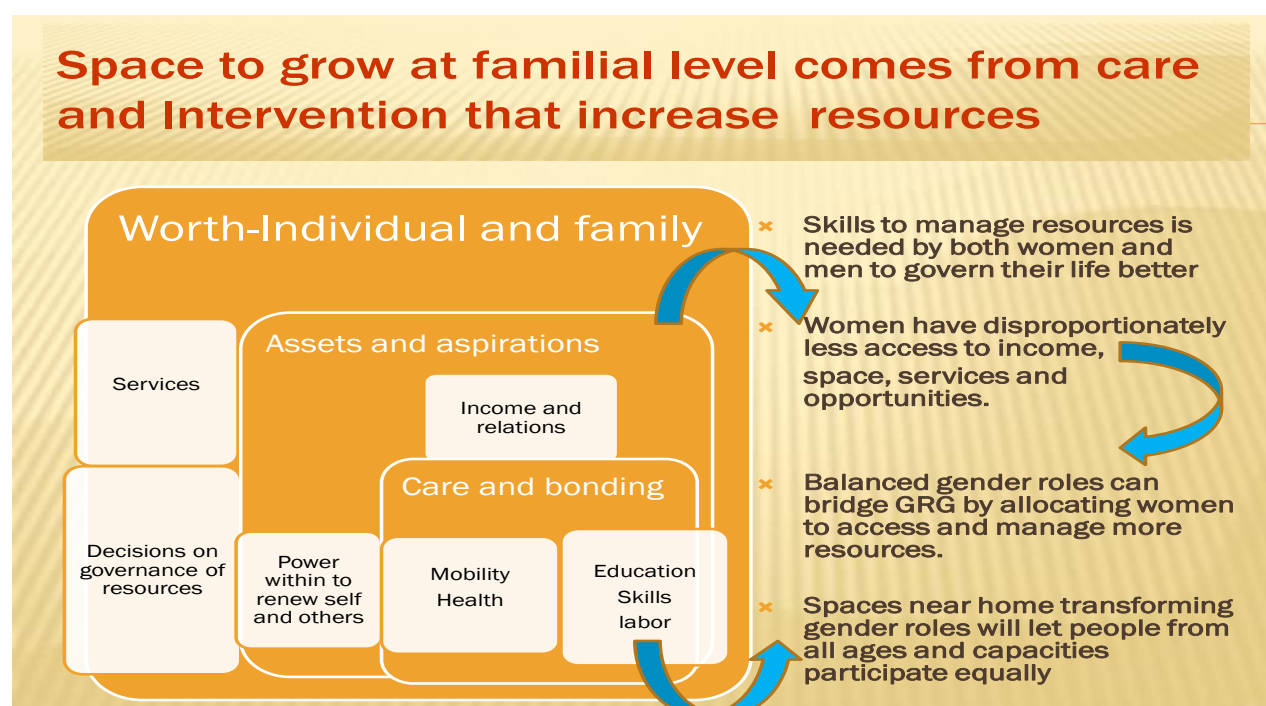 Space to grow at familial level comes from care
and Intervention that increase resources
Worth-Individual and family
Assets and aspirations
Services
Income and
relations
Care and bonding
Decisions on
governance of
resources
Power
within to
renew self
and others
Mobility
Health
Education
Skills
labor
Skills to manage resources is
needed by both women and
men to govern their life better
Women have disproportionately
less access to income,
space, services and
opportunities.
Balanced gender roles can
bridge GRG by allocating women
to access and manage more
resources.
Spaces near home transforming
gender roles will let people from
all ages and capacities
participate equally